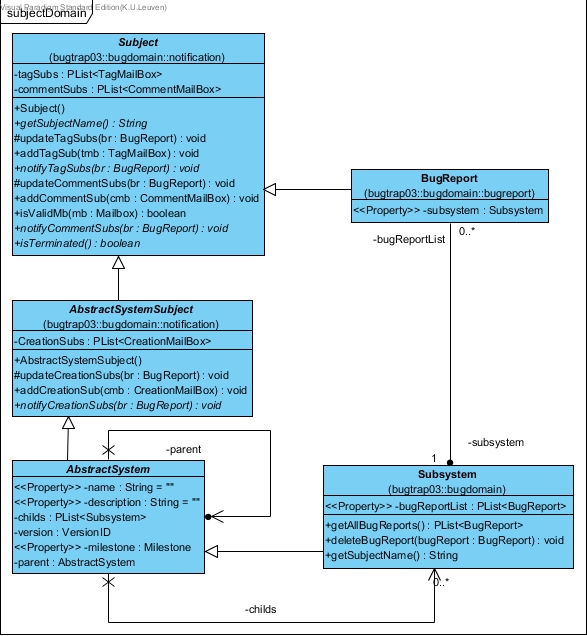 Visual Paradigm Standard Edition(K.U.Leuven)
subjectDomain
Subject
(bugtrap03::bugdomain::notification)
-tagSubs : PList<TagMailBox>
-commentSubs : PList<CommentMailBox>
+Subject()
+getSubjectName() : String
#updateTagSubs(br : BugReport) : void
+addTagSub(tmb : TagMailBox) : void
+notifyTagSubs(br : BugReport) : void
#updateCommentSubs(br : BugReport) : void
+addCommentSub(cmb : CommentMailBox) : void
+isValidMb(mb : Mailbox) : boolean
+notifyCommentSubs(br : BugReport) : void
+isTerminated() : boolean
BugReport
(bugtrap03::bugdomain::bugreport)
<<Property>> -subsystem : Subsystem
0..*
-bugReportList
AbstractSystemSubject
(bugtrap03::bugdomain::notification)
-CreationSubs : PList<CreationMailBox>
+AbstractSystemSubject()
#updateCreationSubs(br : BugReport) : void
+addCreationSub(cmb : CreationMailBox) : void
+notifyCreationSubs(br : BugReport) : void
-parent
-subsystem
1
AbstractSystem
<<Property>> -name : String = ""
<<Property>> -description : String = ""
-childs : PList<Subsystem>
-version : VersionID
<<Property>> -milestone : Milestone
-parent : AbstractSystem
Subsystem
(bugtrap03::bugdomain)
<<Property>> -bugReportList : PList<BugReport>
+getAllBugReports() : PList<BugReport>
+deleteBugReport(bugReport : BugReport) : void
+getSubjectName() : String
0..*
-childs